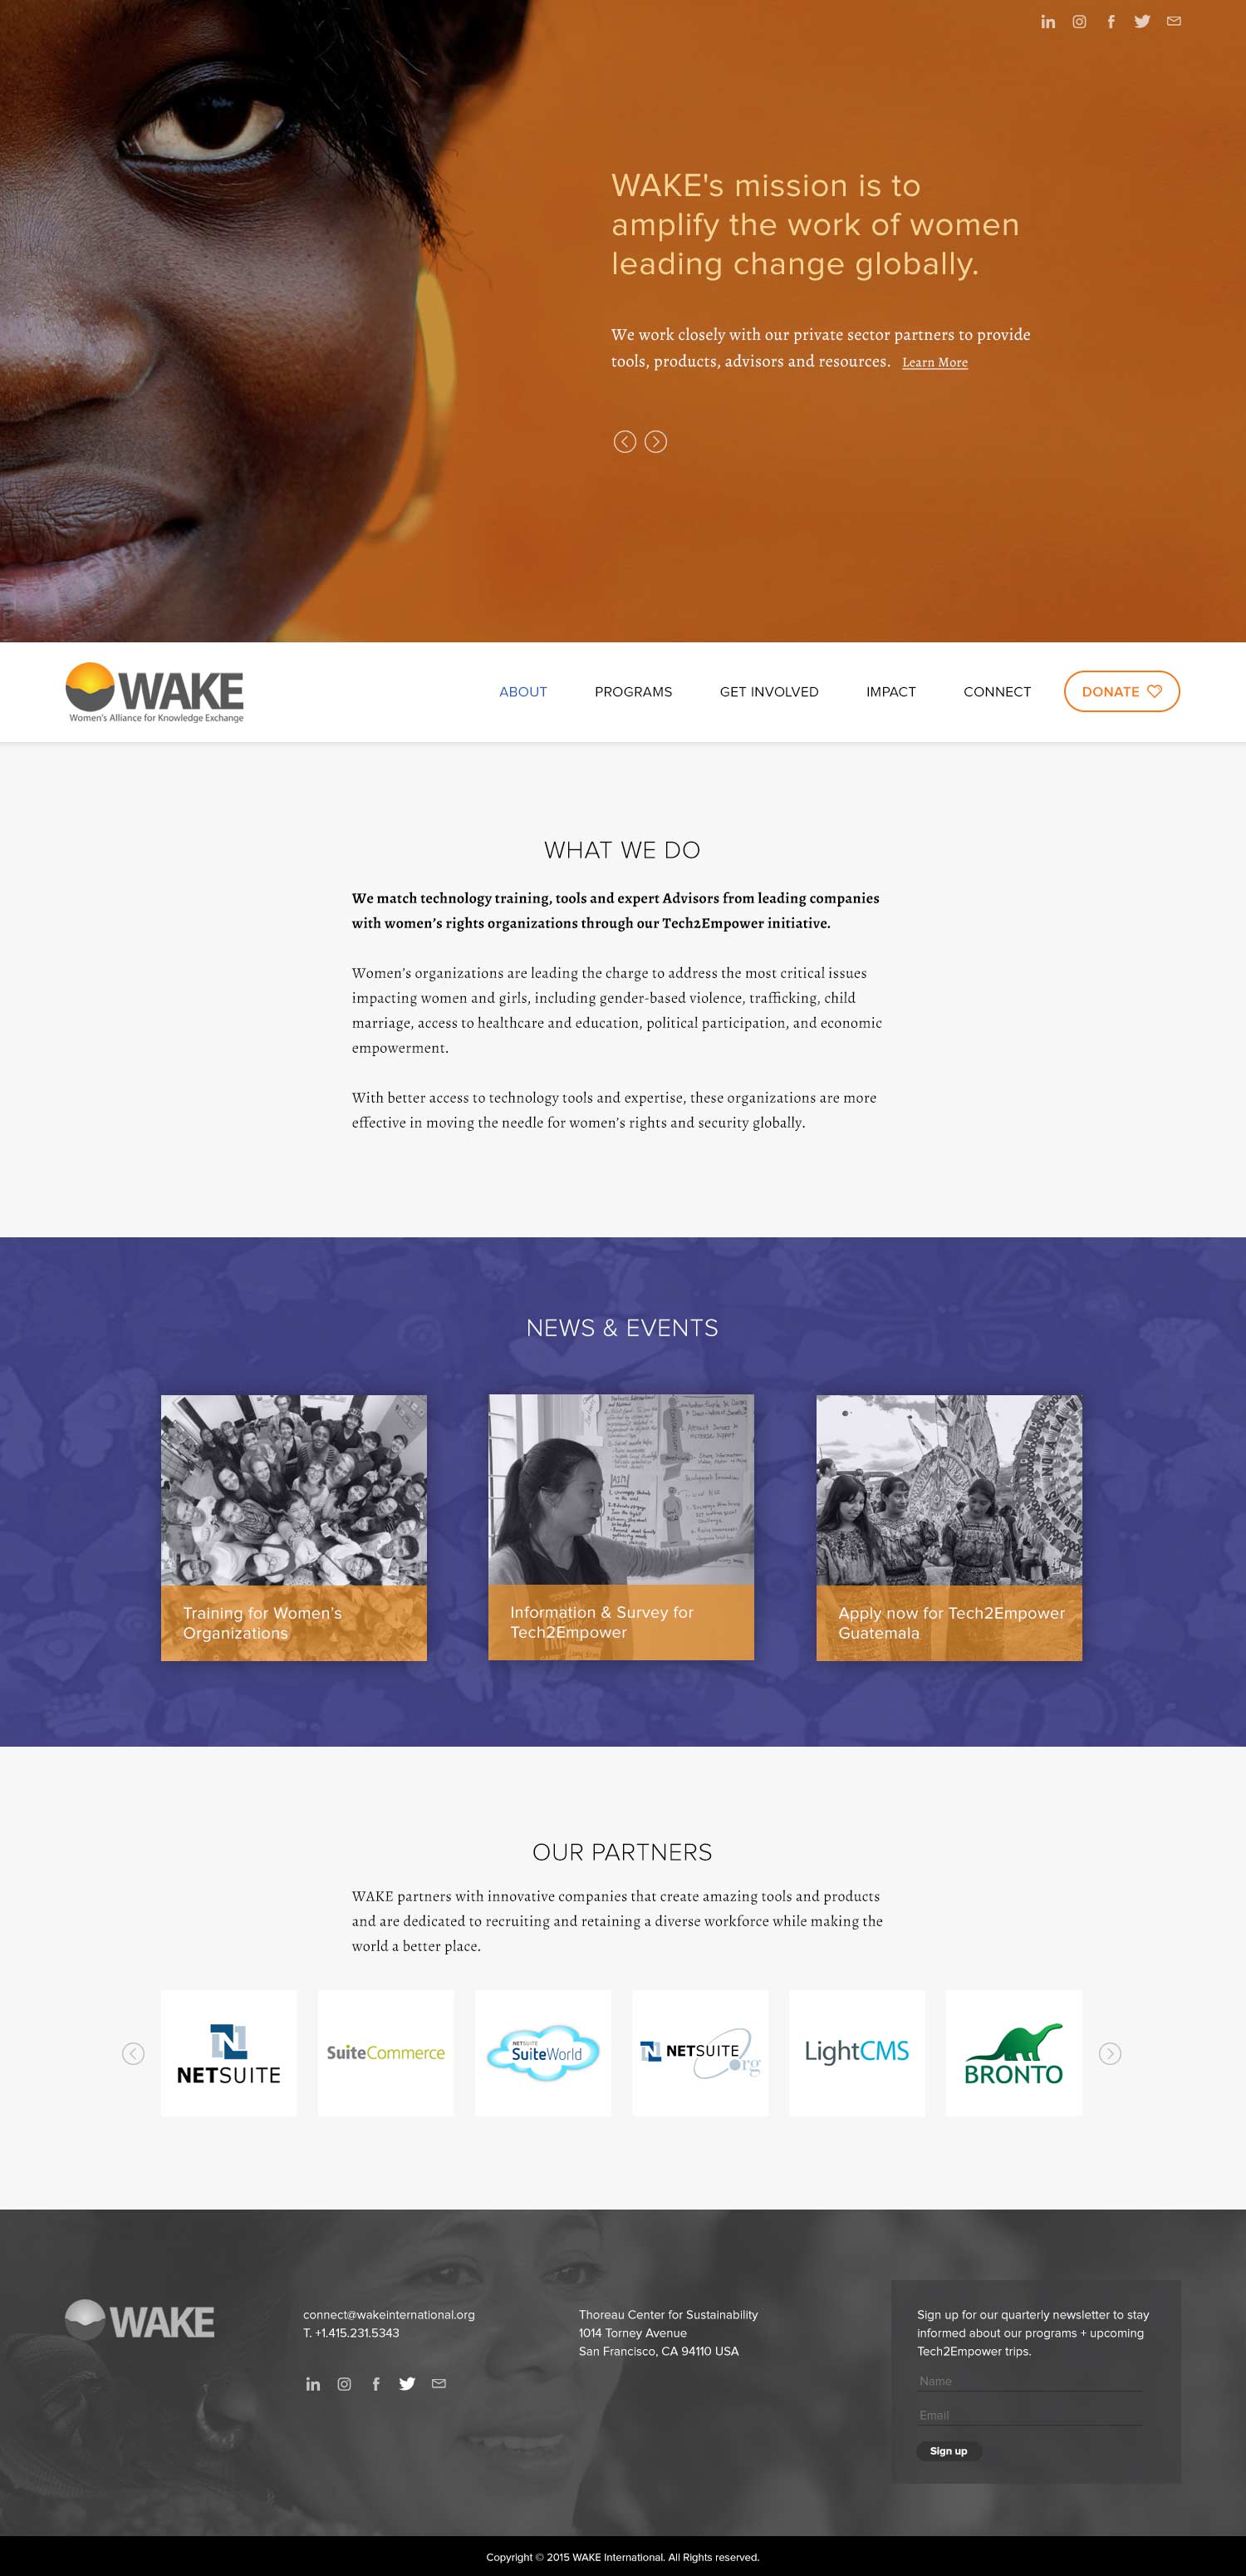 WAKE's mission is to
amplify the work of women
leading change globally.
We work closely with our private sector partners to provide
tools, products, advisors and resources. Learn More
WAKE
Women's Alliance for Knowledge Exchange
ABOUT PROGRAMS GET INVOLVED IMPACT CONNECT DONATE
WHAT WE DO
We match technology training, tools and expert Advisors from leading companies
with women’s rights organizations through our Tech2Empower initiative.
Women’s organizations are leading the charge to address the most critical issues
impacting women and girls, including gender-based violence, trafficking, child
marriage, access to healthcare and education, political participation, and economic
empowerment.
With better access to technology tools and expertise, these organizations are more
effective in moving the needle for women’s rights and security globally.
NEWS & EVENTS
Training for Women’s
Organizations
Information & Survey for
Tech2Empower
Apply now for Tech2Empower
Guatemala
OUR PARTNERS
WAKE partners with innovative companies that create amazing tools and products
and are dedicated to recruiting and retaining a diverse workforce while making the
world a better place.
NETSUITE
SuiteCommerce
NETSUITE
SuiteWorld
NETSUITE
.org
LightCMS
BRONTO
WAKE
connect@wakeinternational.org
T. +1.415.231.5343
Thoreau Center for Sustainability
1014 Torney Avenue
San Francisco, CA 94110 USA
Sign up for our quarterly newsletter to stay
informed about our programs + upcoming
Tech2Empower trips.
Name
Email
Sign up
Copyright © 2015 WAKE International. All Rights reserved.